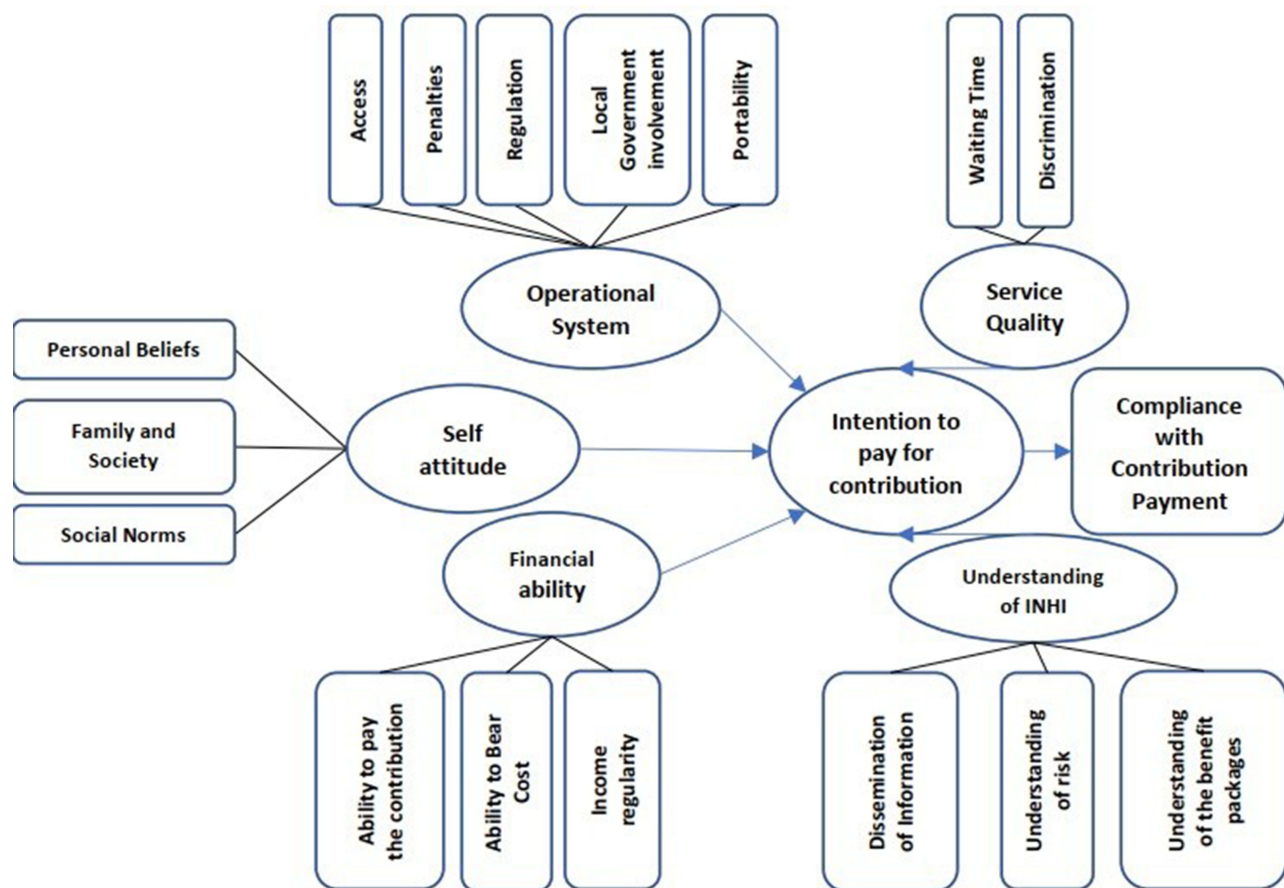 Access
Penalties
Regulation
Local
Government
involvement
Portability
Waiting Time
Discrimination
Operational
System
Service
Quality
Personal Beliefs
Family and
Society
Social Norms
Self
attitude
Intention to
pay for
contribution
Compliance
with
Contribution
Payment
Financial
ability
Understanding
of INHI
Ability to pay
the contribution
Ability to Bear
Cost
Income
regularity
Dissemination
of Information
Understanding
of risk
Understanding
of the benefit
packages